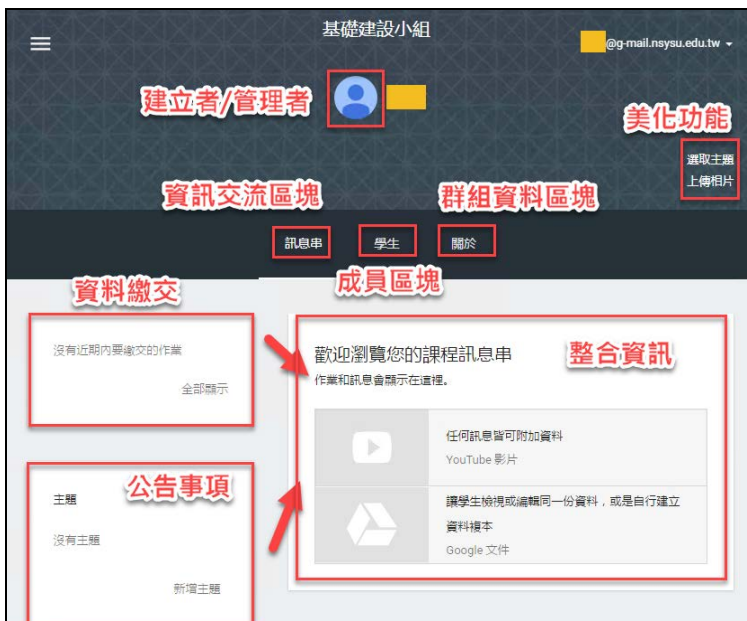 基礎建設小組
@g-mail.nsysu.edu.tw
建立者/管理者
美化功能
選取主題
上傳相片
資訊交流區塊
群組資料區塊
訊息串
學生
關於
成員區塊
資料繳交
沒有近期內要繳交的作業
全部顯示
歡迎瀏覽您的課程訊息串
整合資訊
作業和訊息會顯示在這裡。
任何訊息皆可附加資料
YouTube 影片
讓學生檢視或編輯同一份資料，或是自行建立
資料複本
Google 文件
公告事項
主題
沒有主題
新增主題